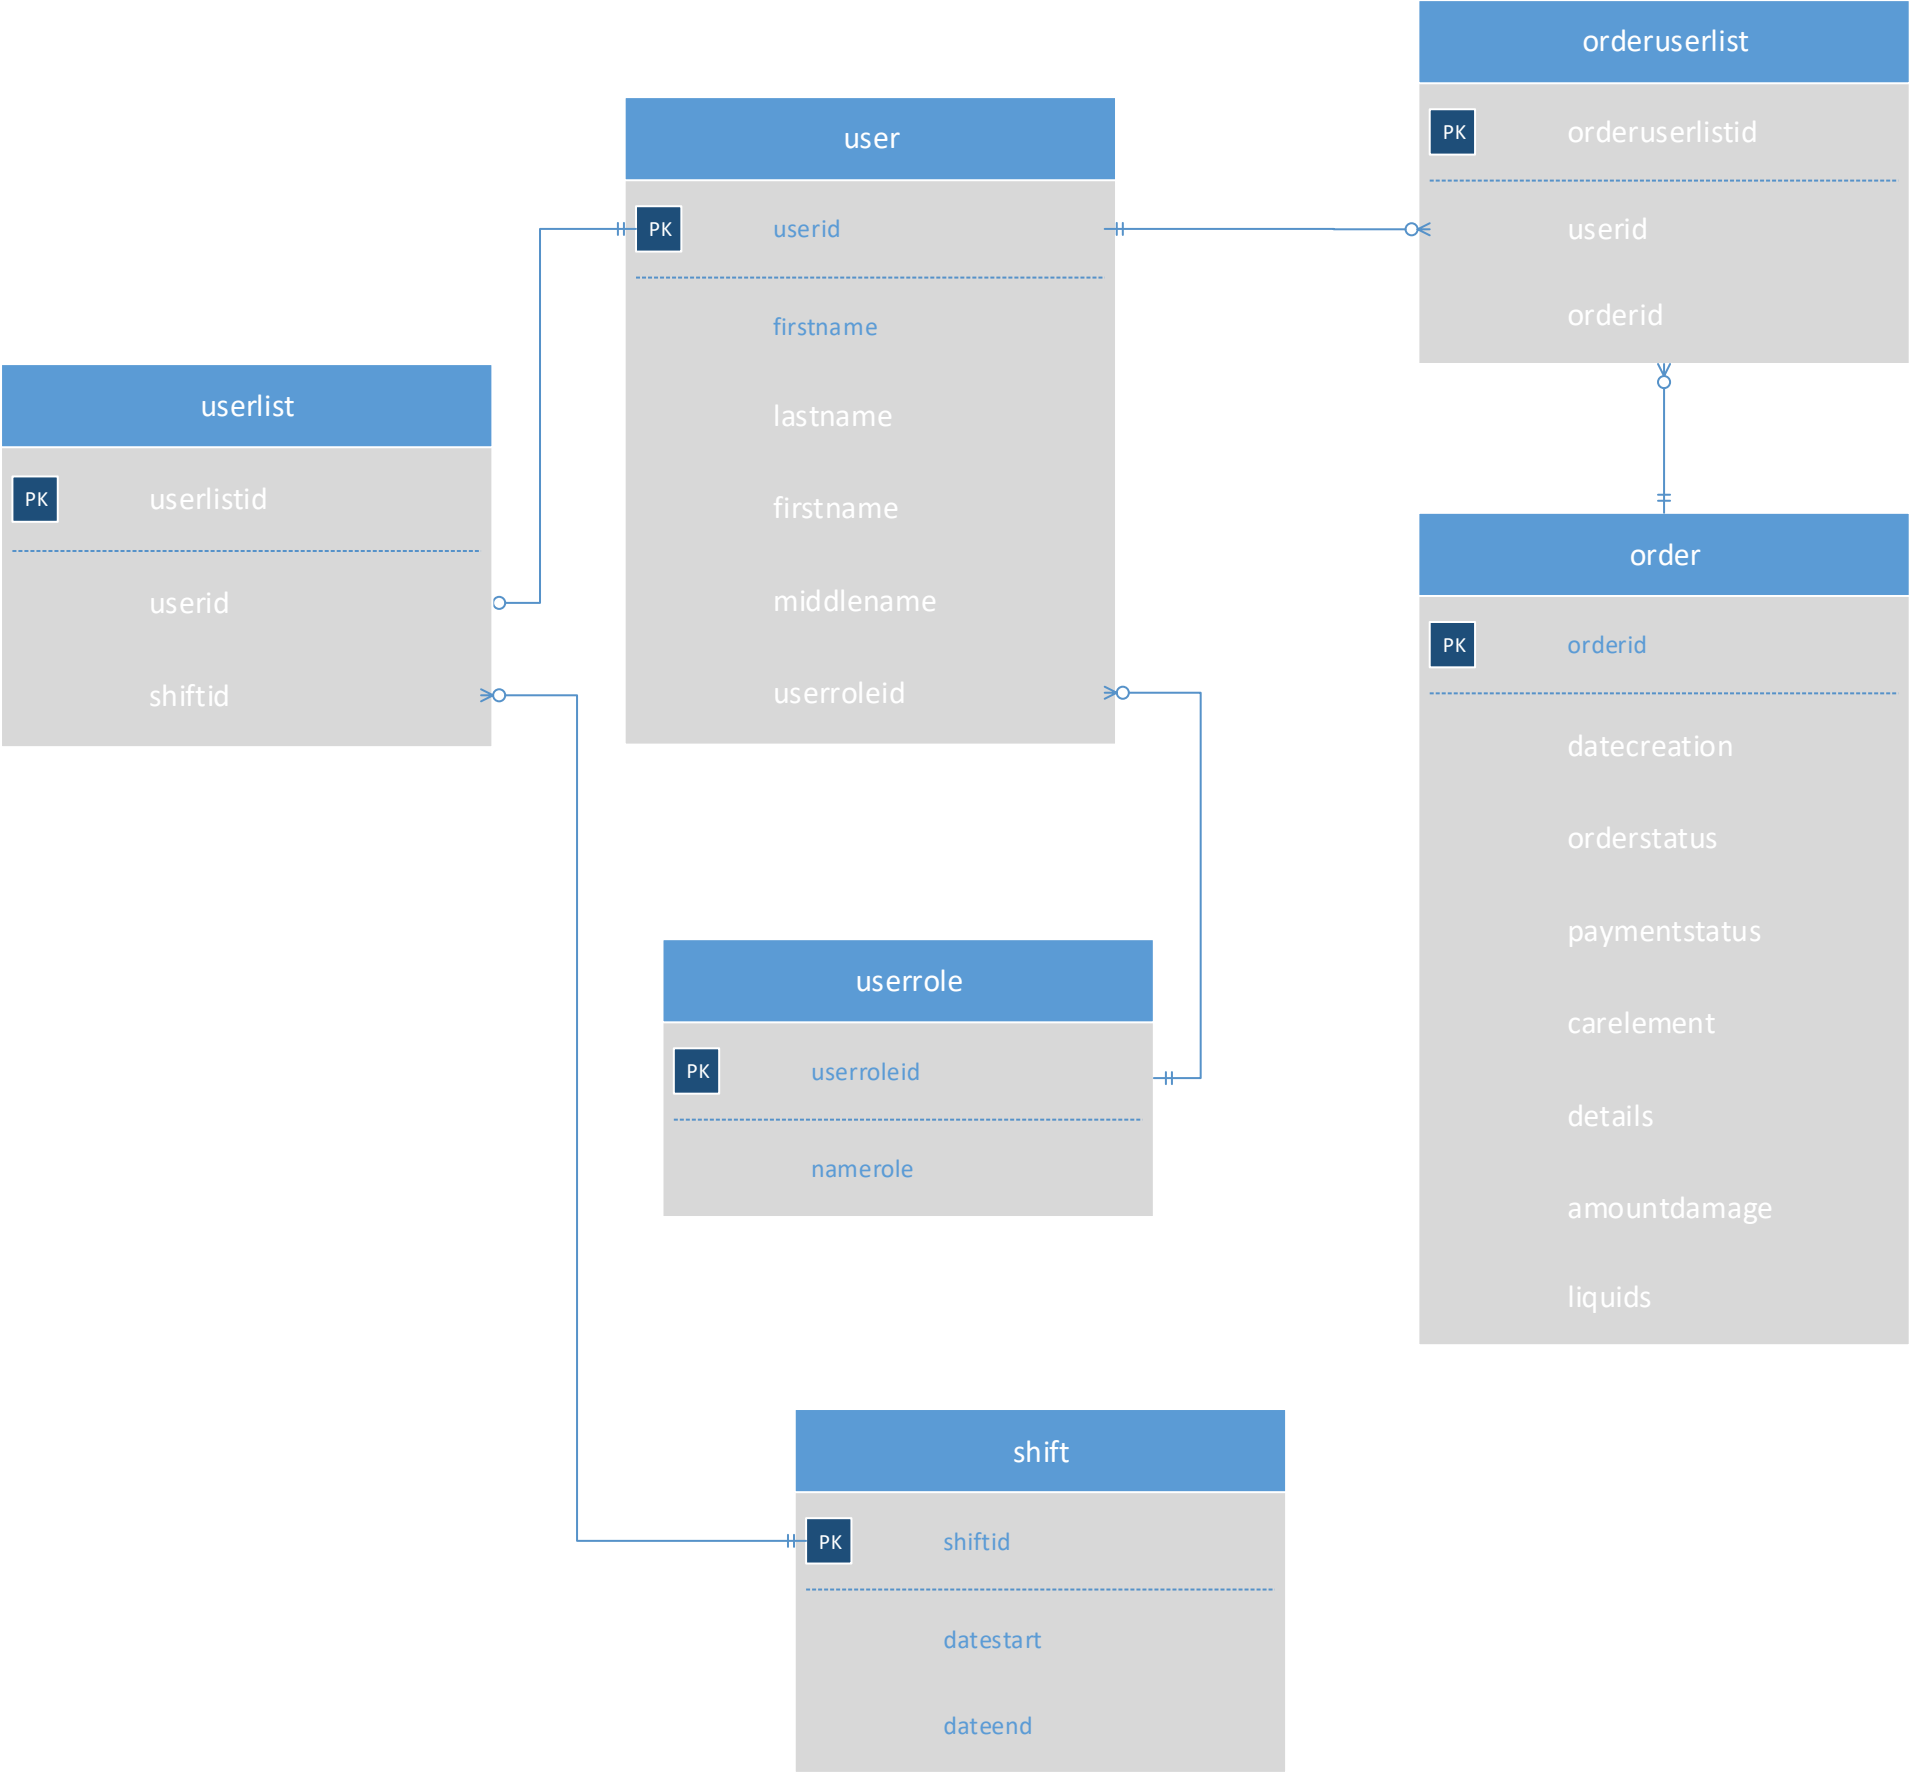 orderuserlist
PK orderuserlistid
userid
orderid
user
PK userid
firstname
lastname
firstname
middlename
userroleid
userlist
PK userlistid
userid
shiftid
order
PK orderid
datecreation
orderstatus
paymentstatus
carelement
details
amountdamage
liquids
userrole
PK userroleid
namerole
shift
PK shiftid
datestart
dateend